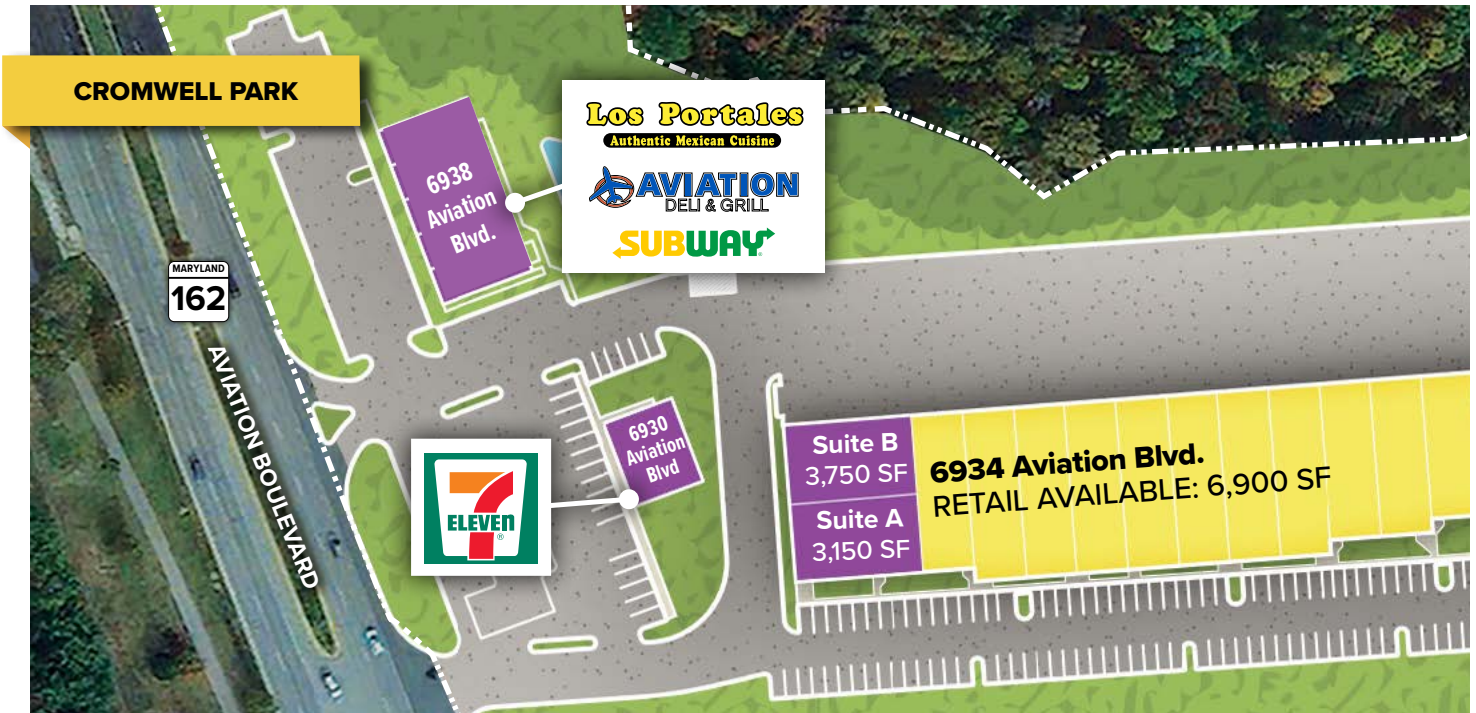 CROMWELL PARK
Los Portales
Authentic Mexican Cuisine
AVIATION
DELI & GRILL
SUBWAY
6938
Aviation
Blvd.
MARYLAND
162
AVIATION BOULEVARD
6930
Aviation
Blvd
7
ELEVEn
®
Suite B
3,750 SF
Suite A
3,150 SF
6934 Aviation Blvd.
RETAIL AVAILABLE: 6,900 SF